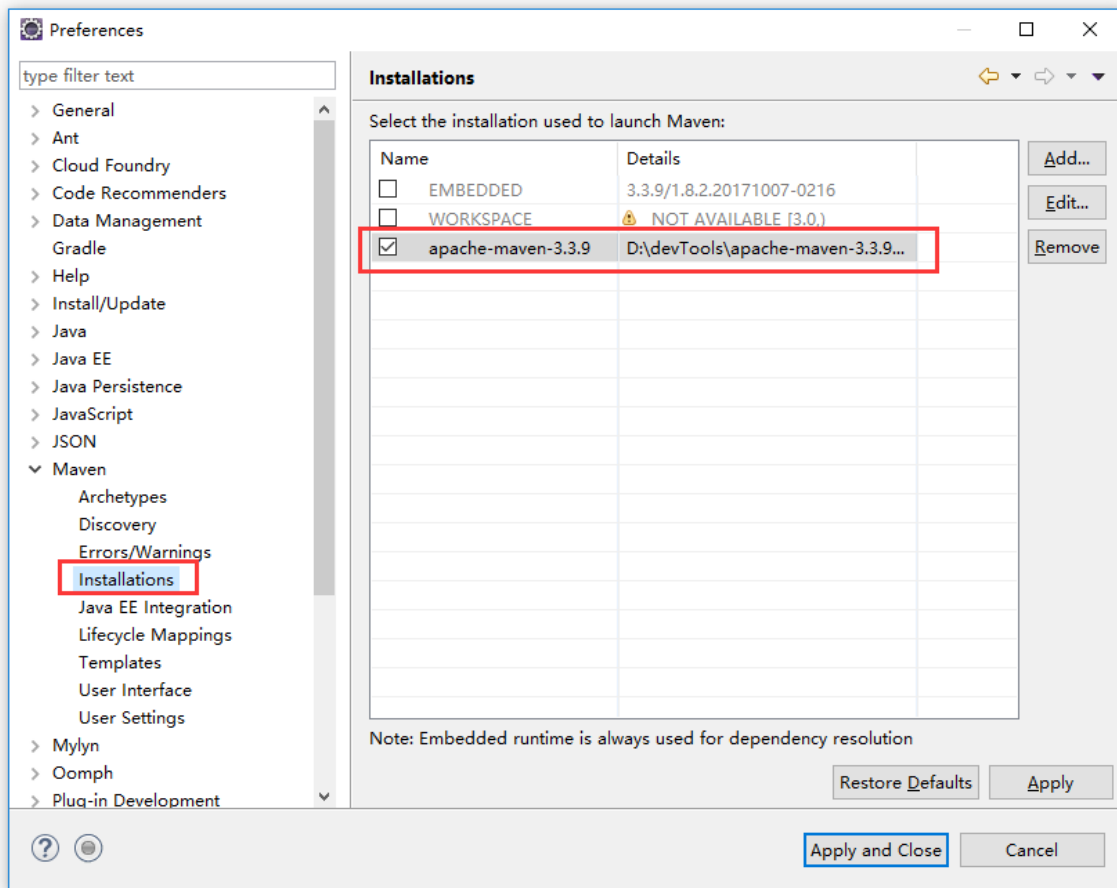 Preferences
type filter text
General
Ant
Cloud Foundry
Code Recommenders
Data Management
Gradle
Help
Install/Update
Java
Java EE
Java Persistence
JavaScript
JSON
Maven
Archetypes
Discovery
Errors/Warnings
Installations
Java EE Integration
Lifecycle Mappings
Templates
User Interface
User Settings
Mylyn
Oomph
Plug-in Development
Installations
Select the installation used to launch Maven:
Name Details
EMBEDDED 3.3.9/1.8.2.20171007-0216
WORKSPACE NOT AVAILABLE [3.0,)
apache-maven-3.3.9 D:\devTools\apache-maven-3.3.9...
Add...
Edit...
Remove
Note: Embedded runtime is always used for dependency resolution
Restore Defaults Apply
? Apply and Close Cancel